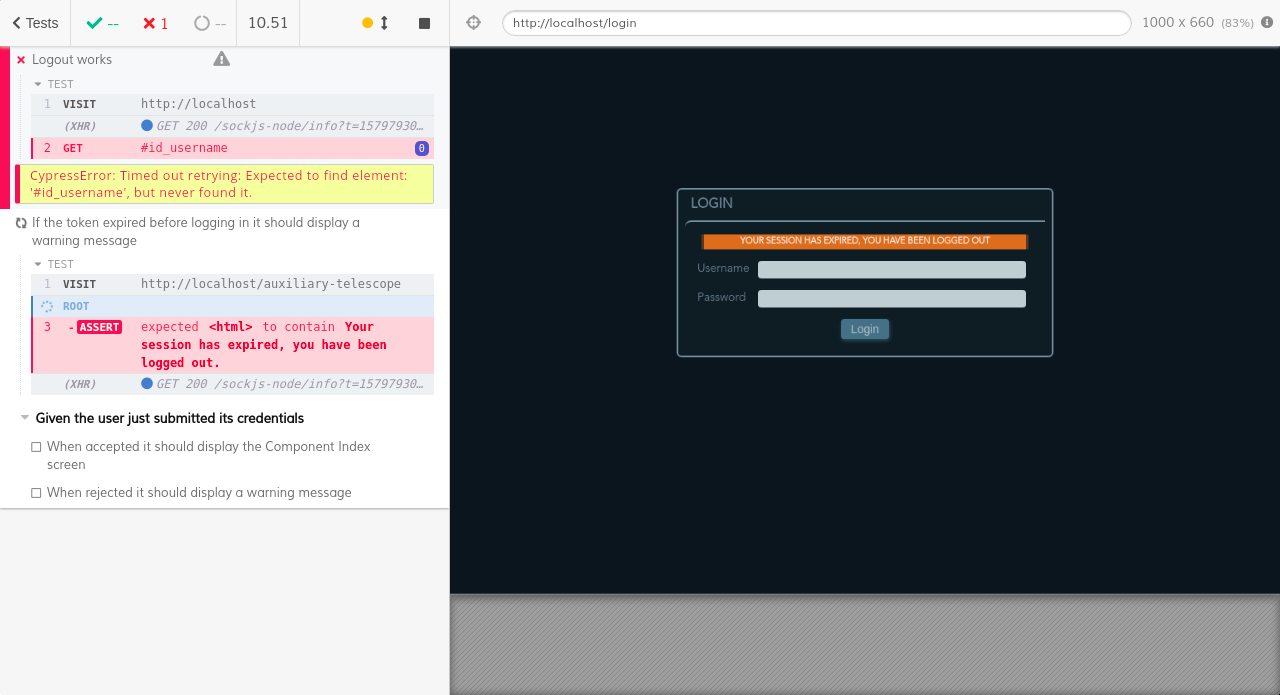 Tests
--
1
--
10.51
http://localhost/login
1000 x 660 (83%)
Logout works
TEST
1 VISIT http://localhost
(XHR) GET 200 /sockjs-node/info?t=15797930…
2 GET #id_username 0
CypressError: Timed out retrying: Expected to find element:
'#id_username', but never found it.
If the token expired before logging in it should display a
warning message
TEST
1 VISIT http://localhost/auxiliary-telescope
ROOT
3 -ASSERT expected <html> to contain Your
session has expired, you have been
logged out.
(XHR) GET 200 /sockjs-node/info?t=15797930…
Given the user just submitted its credentials
When accepted it should display the Component Index
screen
When rejected it should display a warning message
LOGIN
YOUR SESSION HAS EXPIRED, YOU HAVE BEEN LOGGED OUT
Username
Password
Login